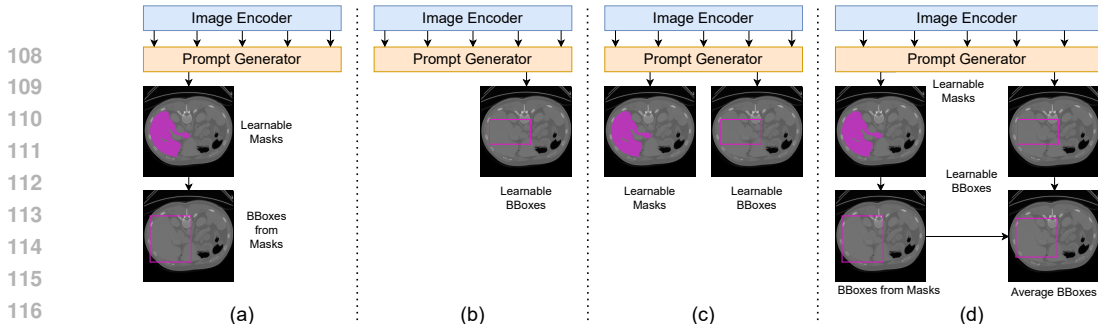 108
109
110
111
112
113
114
115
116
Image Encoder
Prompt Generator
Learnable
Masks
BBoxes
from
Masks
(a)
Image Encoder
Prompt Generator
Learnable
BBoxes
(b)
Image Encoder
Prompt Generator
Learnable
Masks
Learnable
BBoxes
(c)
Image Encoder
Prompt Generator
Learnable
Masks
Learnable
BBoxes
BBoxes from Masks
Average BBoxes
(d)